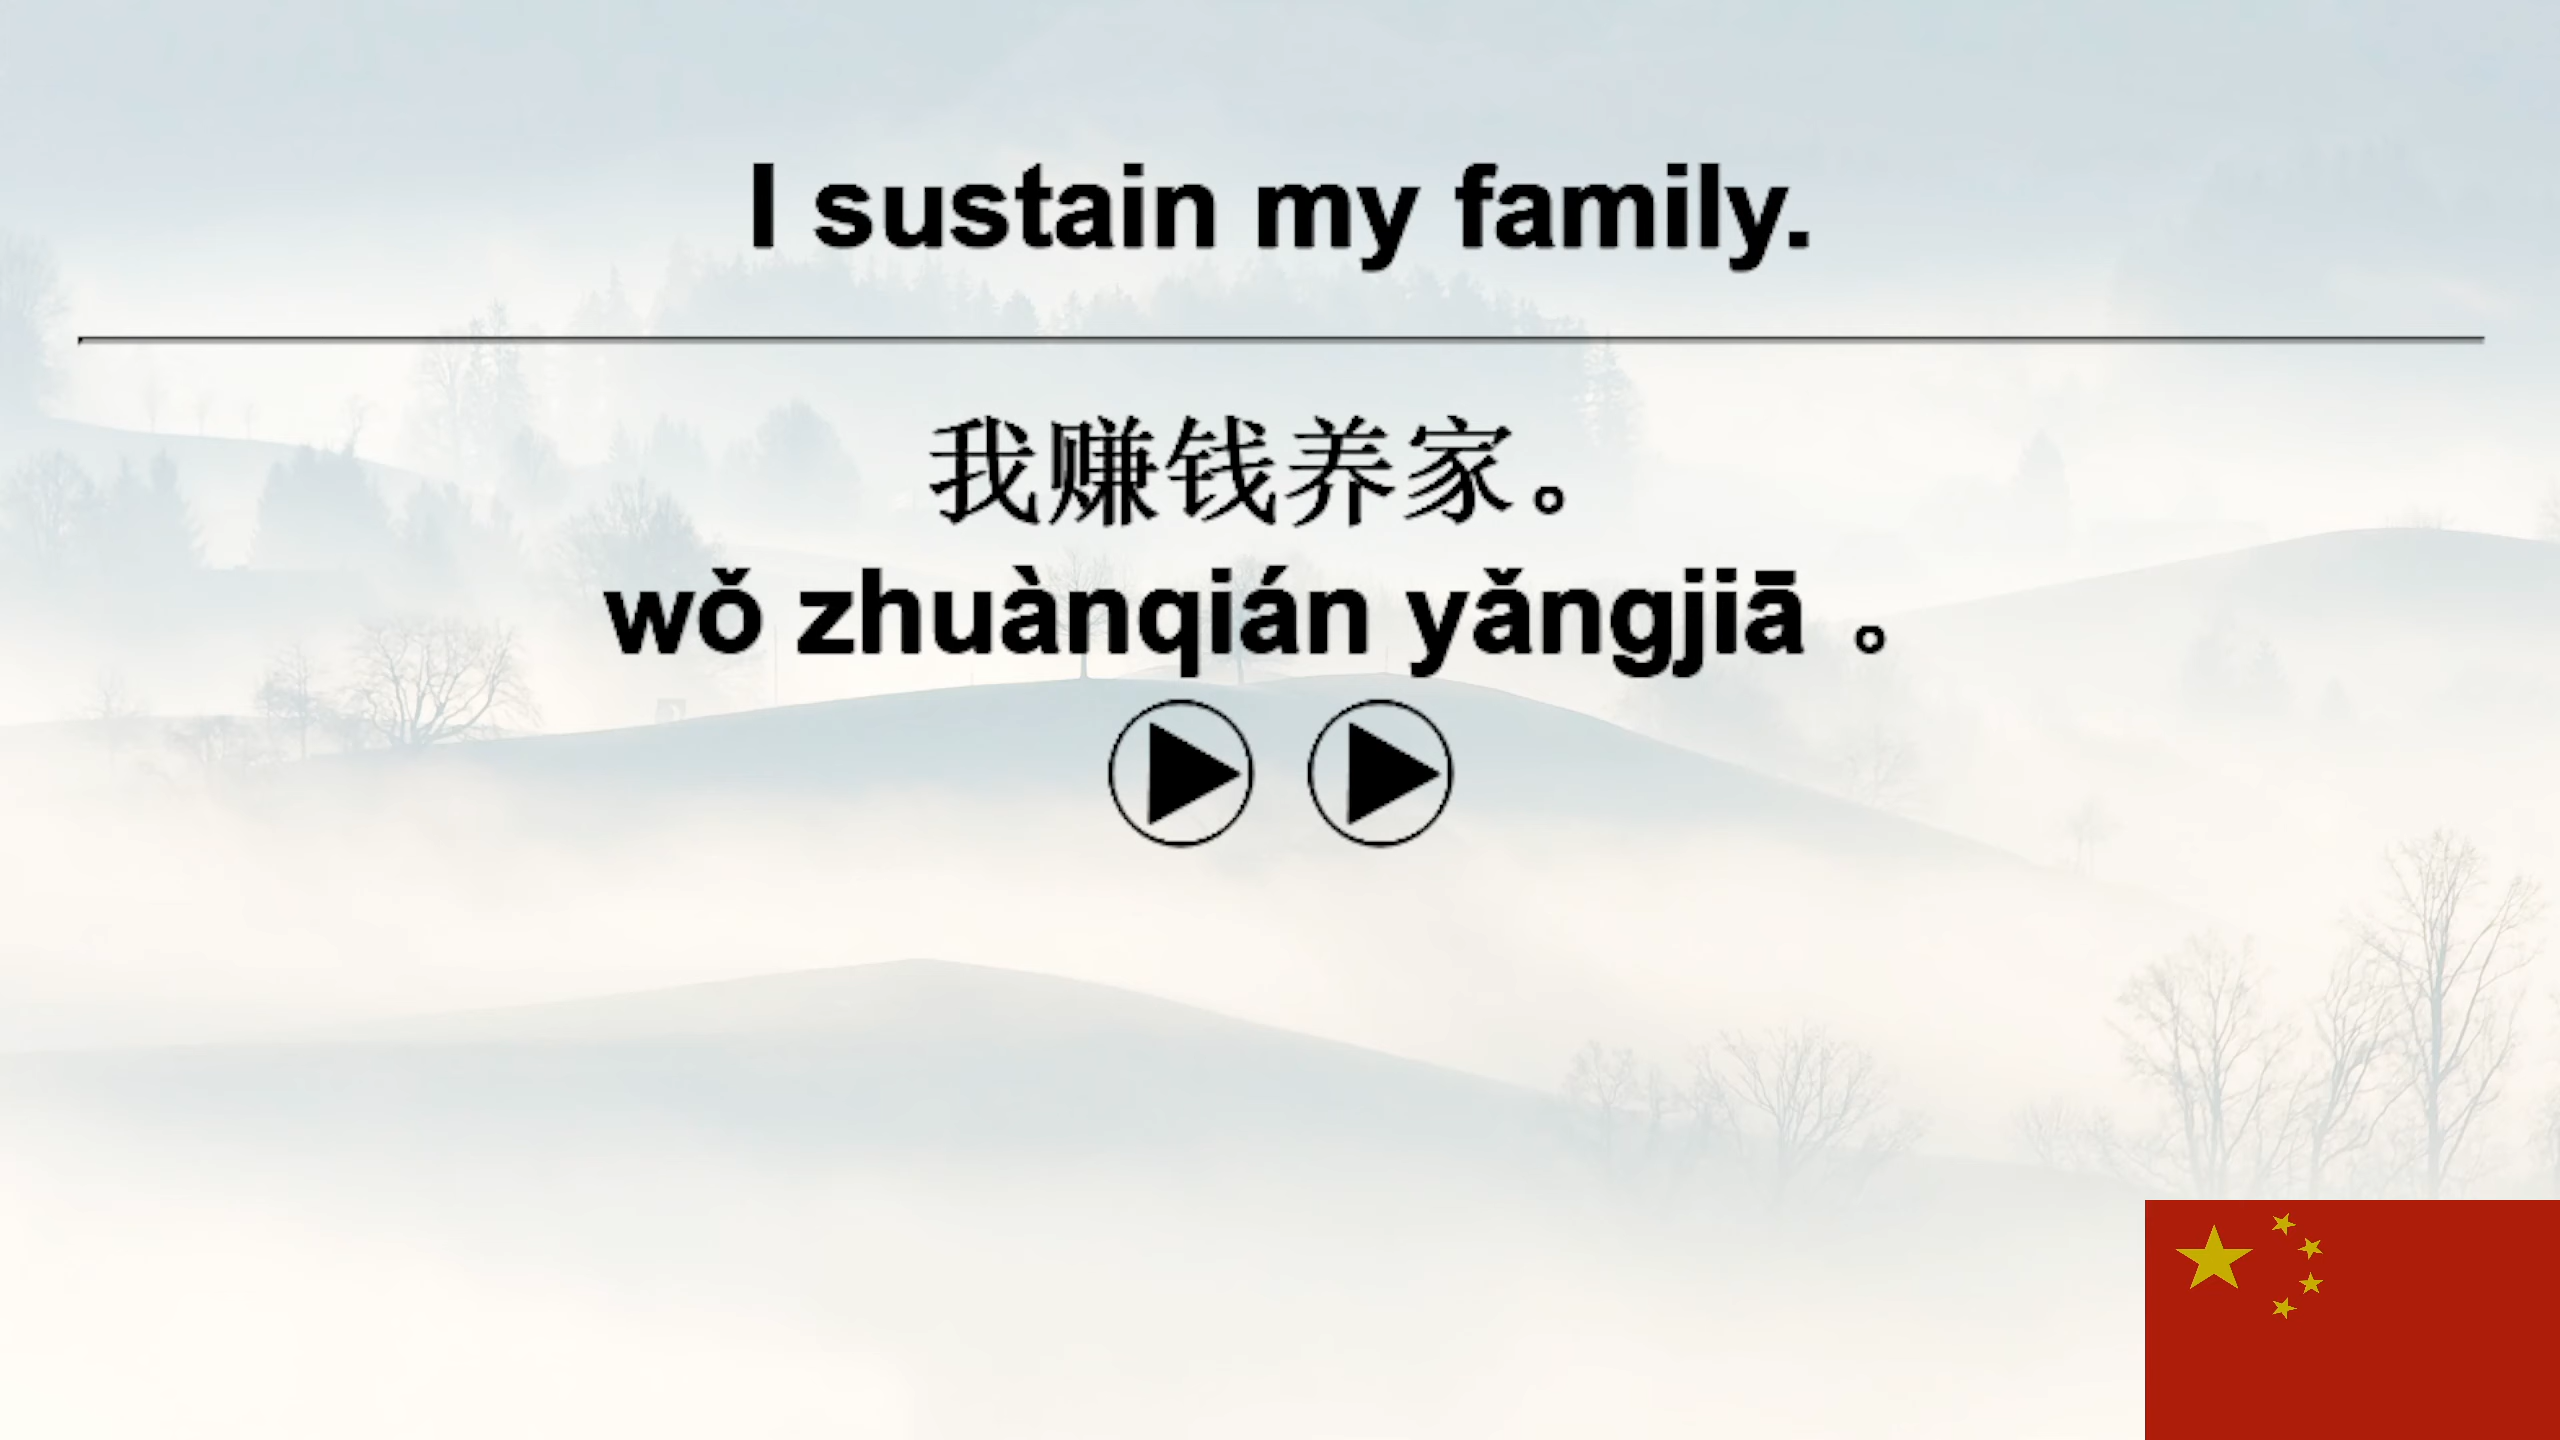 I sustain my family.
我赚钱养家。
wǒ zhuànqián yǎngjiā 。